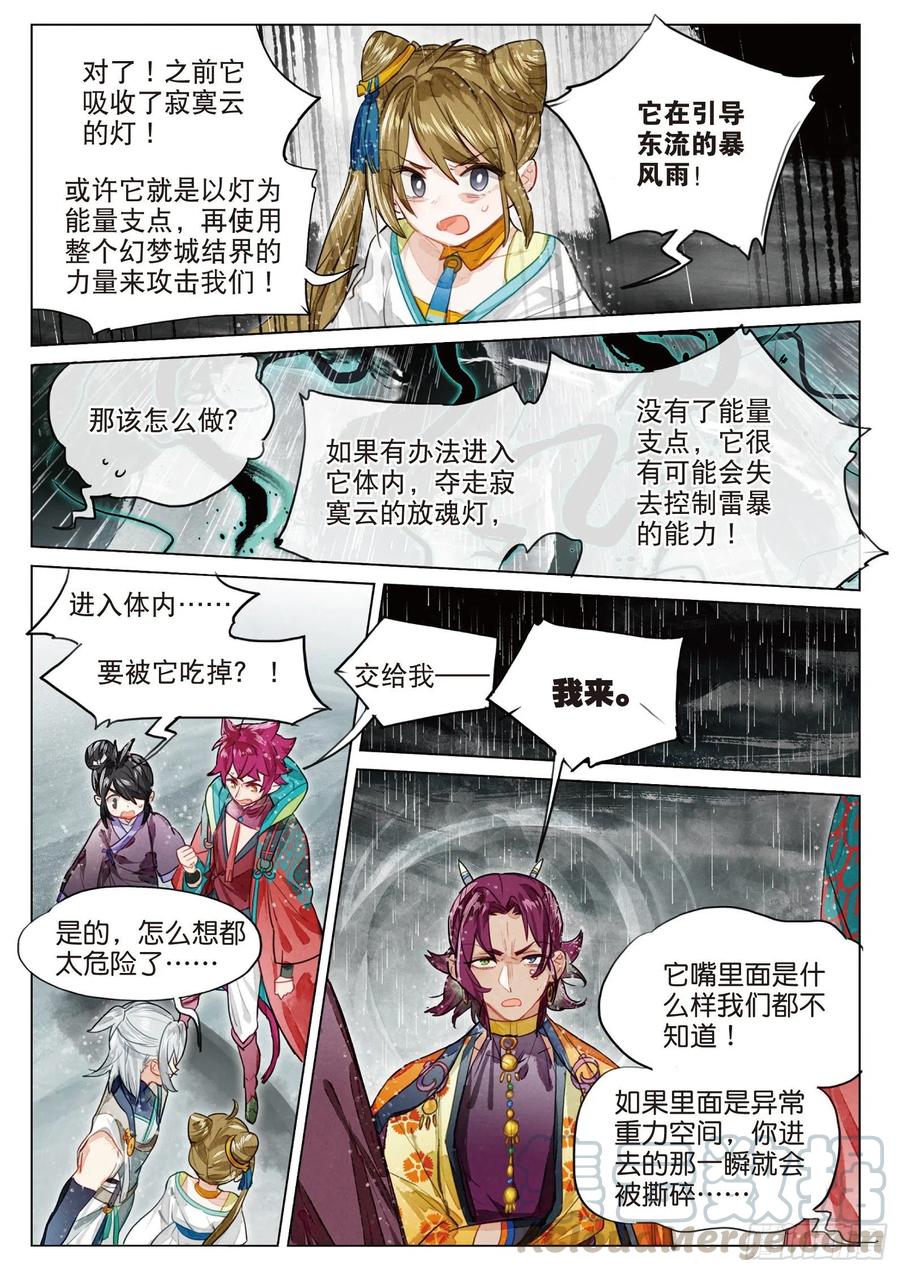 对了！之前它
吸收了寂寞云
的灯！
或许它就是以灯为
能量支点，再使用
整个幻梦城结界的
力量来攻击我们！
它在引导
东流的暴
风雨！
那该怎么做？
如果有办法进入
它体内，夺走寂
寞云的放魂灯，
没有了能量
支点，它很
有可能会失
去控制雷暴
的能力！
进入体内……
要被它吃掉？！
交给我——
我来。
是的，怎么想都
太危险了……
它嘴里面是什
么样我们都不
知道！
如果里面是异常
重力空间，你进
去的那一瞬就会
被撕碎……
KoloudMerge.com